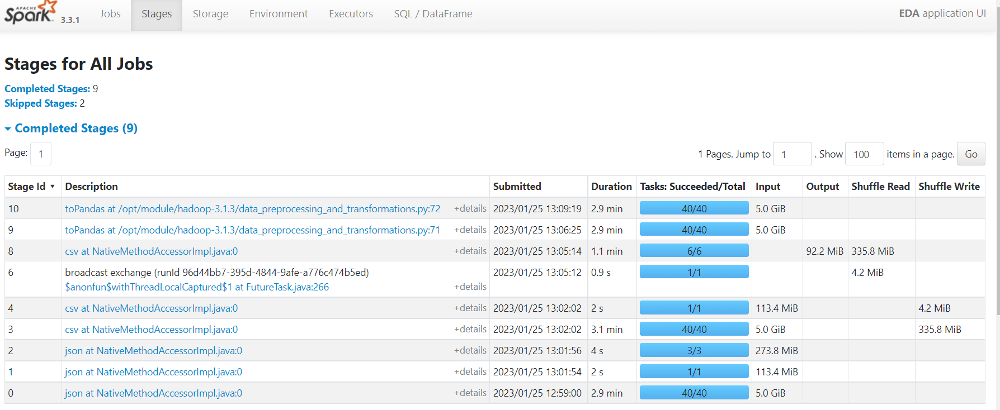 APACHE
Spark 3.3.1 Jobs Stages Storage Environment Executors SQL / DataFrame EDA application UI
Stages for All Jobs
Completed Stages: 9
Skipped Stages: 2
Completed Stages (9)
Page: 1 1 Pages. Jump to 1 . Show 100 items in a page. Go
Stage Id ▾ Description Submitted Duration Tasks: Succeeded/Total Input Output Shuffle Read Shuffle Write
10 toPandas at /opt/module/hadoop-3.1.3/data_preprocessing_and_transformations.py:72 +details 2023/01/25 13:09:19 2.9 min 40/40 5.0 GiB
9 toPandas at /opt/module/hadoop-3.1.3/data_preprocessing_and_transformations.py:71 +details 2023/01/25 13:06:25 2.9 min 40/40 5.0 GiB
8 csv at NativeMethodAccessorImpl.java:0 +details 2023/01/25 13:05:14 1.1 min 6/6 92.2 MiB 335.8 MiB
6 broadcast exchange (runId 96d44bb7-395d-4844-9afe-a776c474b5ed) 2023/01/25 13:05:12 0.9 s 1/1 4.2 MiB
$anonfun$withThreadLocalCaptured$1 at FutureTask.java:266 +details
4 csv at NativeMethodAccessorImpl.java:0 +details 2023/01/25 13:02:02 2 s 1/1 113.4 MiB 4.2 MiB
3 csv at NativeMethodAccessorImpl.java:0 +details 2023/01/25 13:02:02 3.1 min 40/40 5.0 GiB 335.8 MiB
2 json at NativeMethodAccessorImpl.java:0 +details 2023/01/25 13:01:56 4 s 3/3 273.8 MiB
1 json at NativeMethodAccessorImpl.java:0 +details 2023/01/25 13:01:54 2 s 1/1 113.4 MiB
0 json at NativeMethodAccessorImpl.java:0 +details 2023/01/25 12:59:00 2.9 min 40/40 5.0 GiB